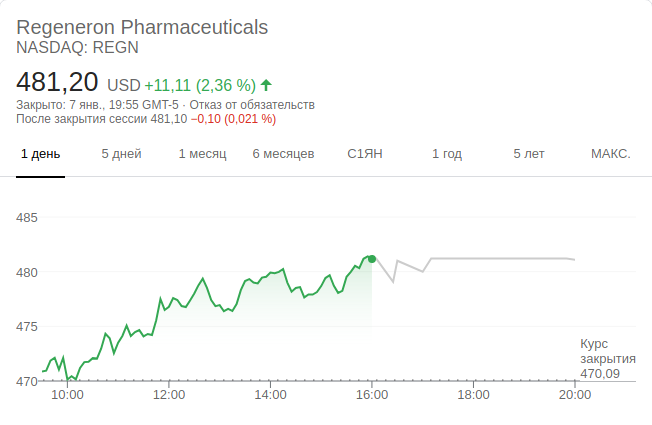 Regeneron Pharmaceuticals
NASDAQ: REGN
481,20 USD +11,11 (2,36 %)
Закрыто: 7 янв., 19:55 GMT-5 · Отказ от обязательств
После закрытия сессии 481,10 −0,10 (0,021 %)
1 день 5 дней 1 месяц 6 месяцев С1ЯН 1 год 5 лет МАКС.
485
480
475
Курс
закрытия
470,09
470
10:00 12:00 14:00 16:00 18:00 20:00